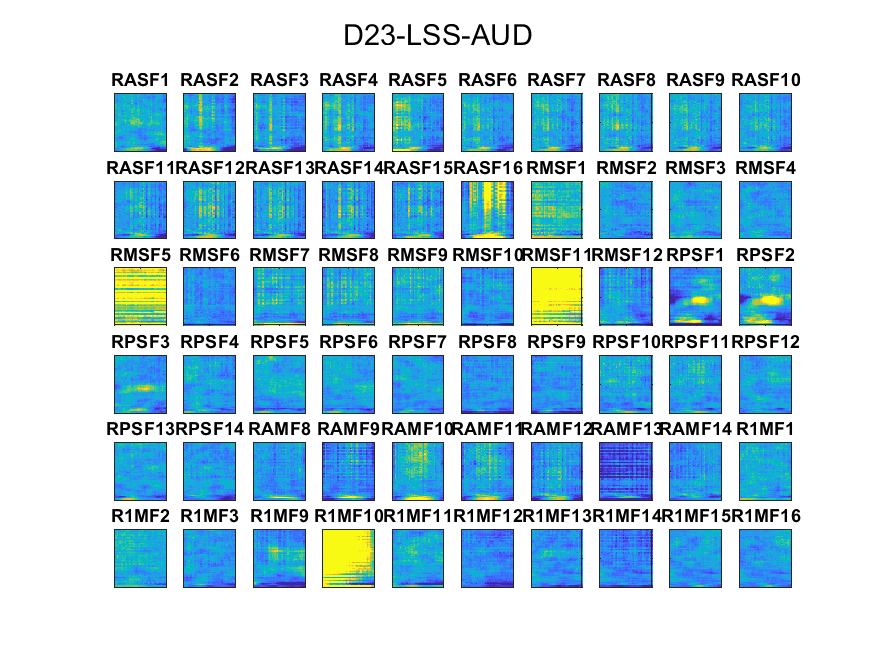 D23-LSS-AUD
RASF1 RASF2 RASF3 RASF4 RASF5 RASF6 RASF7 RASF8 RASF9 RASF10
RASF11 RASF12 RASF13 RASF14 RASF15 RASF16 RMSF1 RMSF2 RMSF3 RMSF4
RMSF5 RMSF6 RMSF7 RMSF8 RMSF9 RMSF10 RMSF11 RMSF12 RPSF1 RPSF2
RPSF3 RPSF4 RPSF5 RPSF6 RPSF7 RPSF8 RPSF9 RPSF10 RPSF11 RPSF12
RPSF13 RPSF14 RAMF8 RAMF9 RAMF10 RAMF11 RAMF12 RAMF13 RAMF14 R1MF1
R1MF2 R1MF3 R1MF9 R1MF10 R1MF11 R1MF12 R1MF13 R1MF14 R1MF15 R1MF16